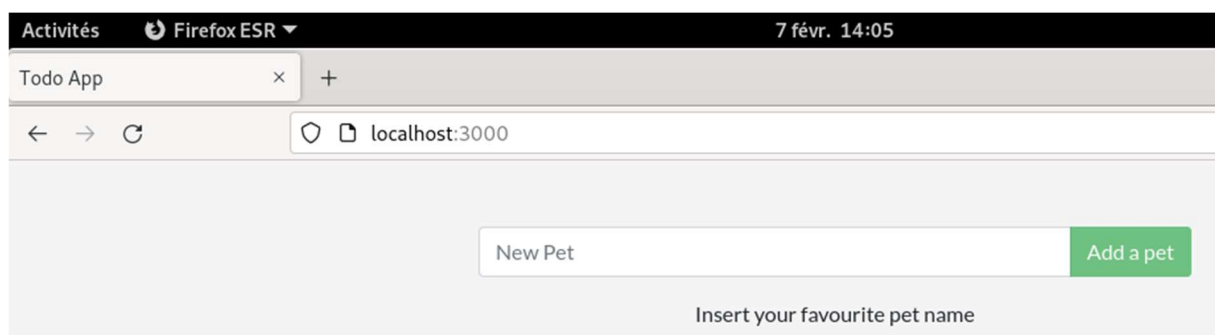 Activités Firefox ESR 7 févr. 14:05
Todo App
localhost:3000
New Pet Add a pet
Insert your favourite pet name